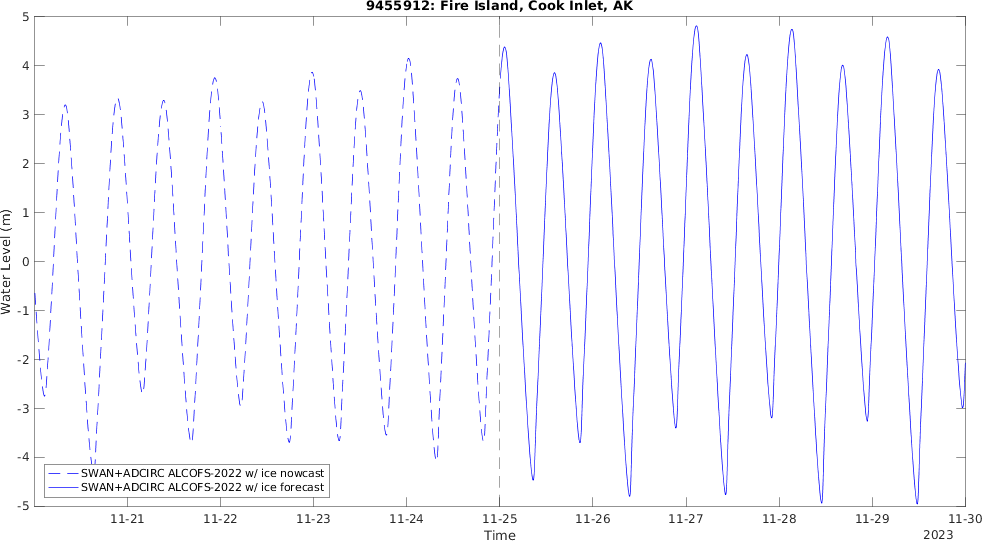 9455912: Fire Island, Cook Inlet, AK
5
4
3
2
1
0
-1
-2
-3
-4
-5
Water Level (m)
SWAN+ADCIRC ALCOFS-2022 w/ ice nowcast
SWAN+ADCIRC ALCOFS-2022 w/ ice forecast
11-21 11-22 11-23 11-24 11-25 11-26 11-27 11-28 11-29 11-30
Time
2023